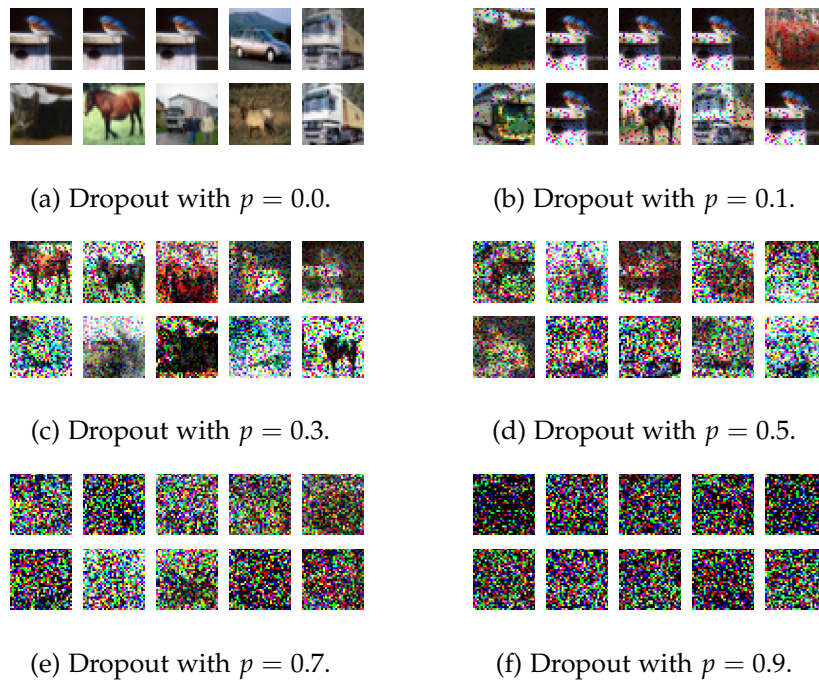 (a) Dropout with p = 0.0.
(b) Dropout with p = 0.1.
(c) Dropout with p = 0.3.
(d) Dropout with p = 0.5.
(e) Dropout with p = 0.7.
(f) Dropout with p = 0.9.